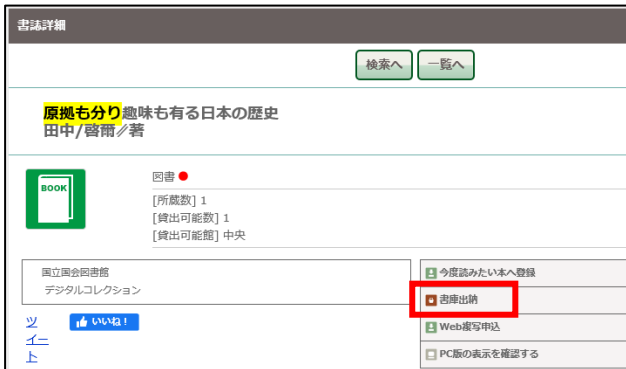 書誌詳細
検索へ 一覧へ
原拠も分り趣味も有る日本の歴史
田中/啓爾∥著
BOOK
図書
[所蔵数] 1
[貸出可能数] 1
[貸出可能館] 中央
国立国会図書館
デジタルコレクション
今度読みたい本へ登録
書庫出納
Web複写申込
PC版の表示を確認する
ツ
イー
ト
いいね!